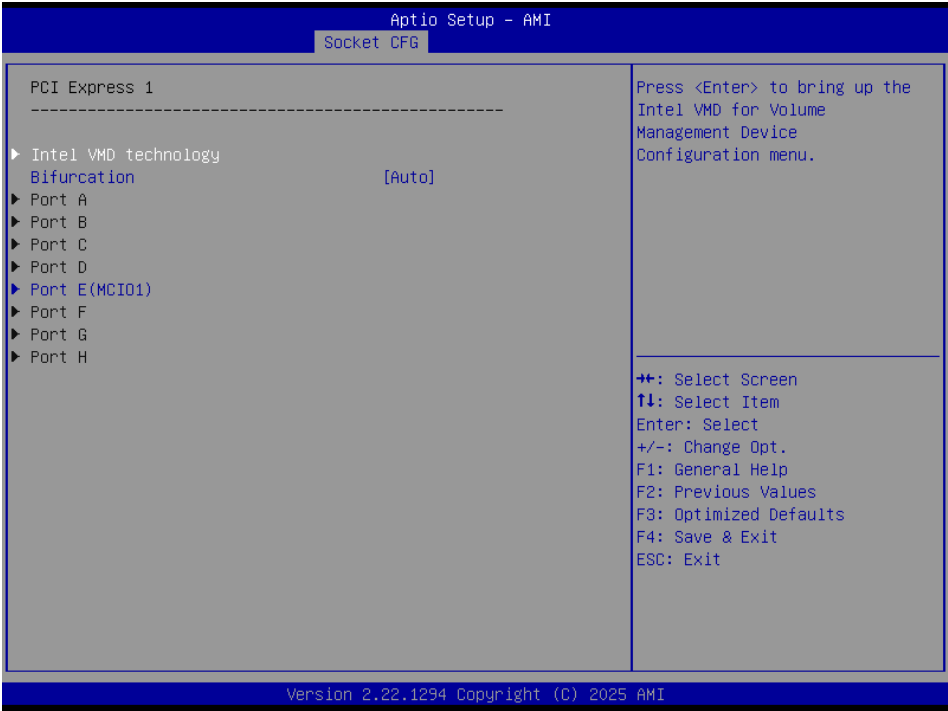 Aptio Setup – AMI
Socket CFG
PCI Express 1
--------------------------------------------------
Intel VMD technology
Bifurcation [Auto]
Port A
Port B
Port C
Port D
Port E(MCIO1)
Port F
Port G
Port H
Press <Enter> to bring up the
Intel VMD for Volume
Management Device
Configuration menu.
→←: Select Screen
↑↓: Select Item
Enter: Select
+/-: Change Opt.
F1: General Help
F2: Previous Values
F3: Optimized Defaults
F4: Save & Exit
ESC: Exit
Version 2.22.1294 Copyright (C) 2025 AMI